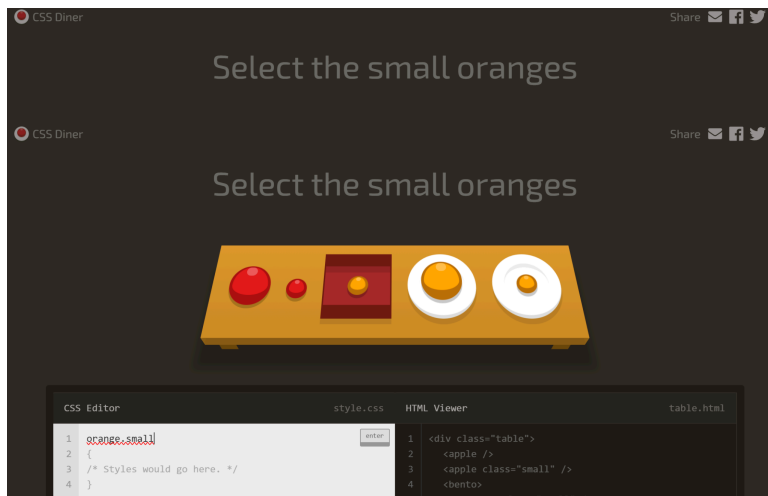 CSS Diner Share
Select the small oranges
CSS Diner Share
Select the small oranges
CSS Editor style.css HTML Viewer table.html
1 orange.small enter 1 <div class="table">
2 { 2 <apple />
3 /* Styles would go here. */ 3 <apple class="small" />
4 } 4 <bento>